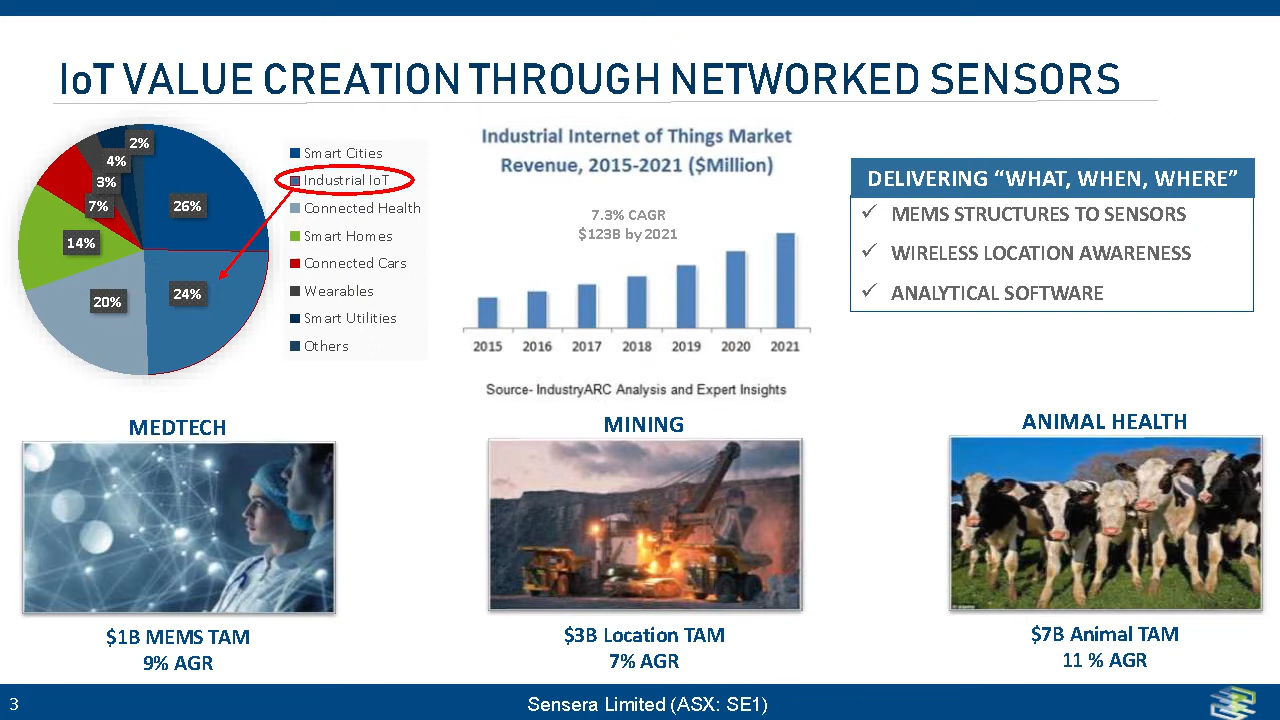 IoT VALUE CREATION THROUGH NETWORKED SENSORS
2%
4%
3%
7%
26%
14%
24%
20%
Smart Cities
Industrial IoT
Connected Health
Smart Homes
Connected Cars
Wearables
Smart Utilities
Others
Industrial Internet of Things Market
Revenue, 2015-2021 ($Million)
7.3% CAGR
$123B by 2021
2015 2016 2017 2018 2019 2020 2021
Source- IndustryARC Analysis and Expert Insights
DELIVERING “WHAT, WHEN, WHERE”
✓ MEMS STRUCTURES TO SENSORS
✓ WIRELESS LOCATION AWARENESS
✓ ANALYTICAL SOFTWARE
MEDTECH
$1B MEMS TAM
9% AGR
MINING
$3B Location TAM
7% AGR
ANIMAL HEALTH
$7B Animal TAM
11 % AGR
3
Sensera Limited (ASX: SE1)